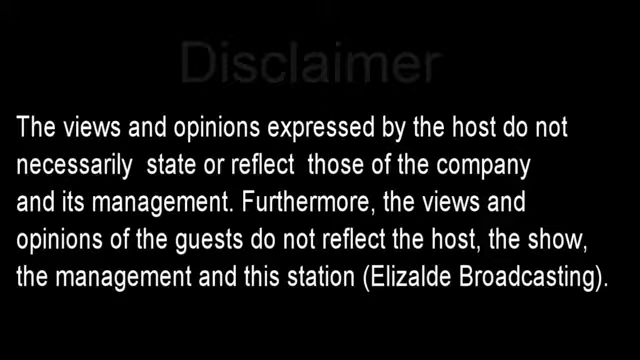 Disclaimer
The views and opinions expressed by the host do not
necessarily state or reflect those of the company
and its management. Furthermore, the views and
opinions of the guests do not reflect the host, the show,
the management and this station (Elizalde Broadcasting).